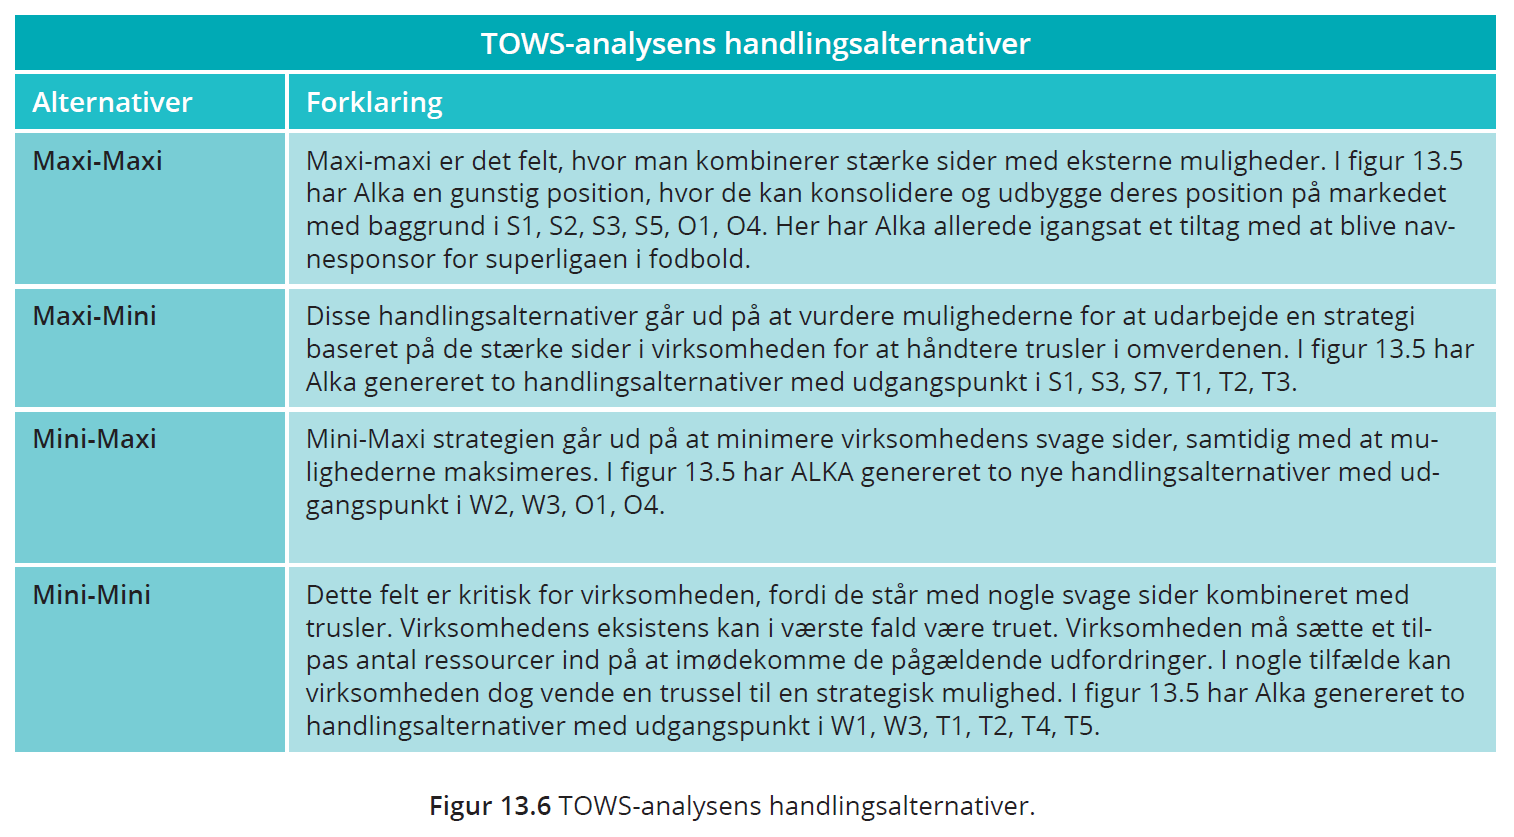 TOWS-analysens handlingsalternativer
Alternativer
Forklaring
Maxi-Maxi
Maxi-maxi er det felt, hvor man kombinerer stærke sider med eksterne muligheder. I figur 13.5
har Alka en gunstig position, hvor de kan konsolidere og udbygge deres position på markedet
med baggrund i S1, S2, S3, S5, O1, O4. Her har Alka allerede igangsat et tiltag med at blive nav-
nesponsor for superligaen i fodbold.
Maxi-Mini
Disse handlingsalternativer går ud på at vurdere mulighederne for at udarbejde en strategi
baseret på de stærke sider i virksomheden for at håndtere trusler i omverdenen. I figur 13.5 har
Alka genereret to handlingsalternativer med udgangspunkt i S1, S3, S7, T1, T2, T3.
Mini-Maxi
Mini-Maxi strategien går ud på at minimere virksomhedens svage sider, samtidig med at mu-
lighederne maksimeres. I figur 13.5 har ALKA genereret to nye handlingsalternativer med ud-
gangspunkt i W2, W3, O1, O4.
Mini-Mini
Dette felt er kritisk for virksomheden, fordi de står med nogle svage sider kombineret med
trusler. Virksomhedens eksistens kan i værste fald være truet. Virksomheden må sætte et til-
pas antal ressourcer ind på at imødekomme de pågældende udfordringer. I nogle tilfælde kan
virksomheden dog vende en trussel til en strategisk mulighed. I figur 13.5 har Alka genereret to
handlingsalternativer med udgangspunkt i W1, W3, T1, T2, T4, T5.
Figur 13.6 TOWS-analysens handlingsalternativer.